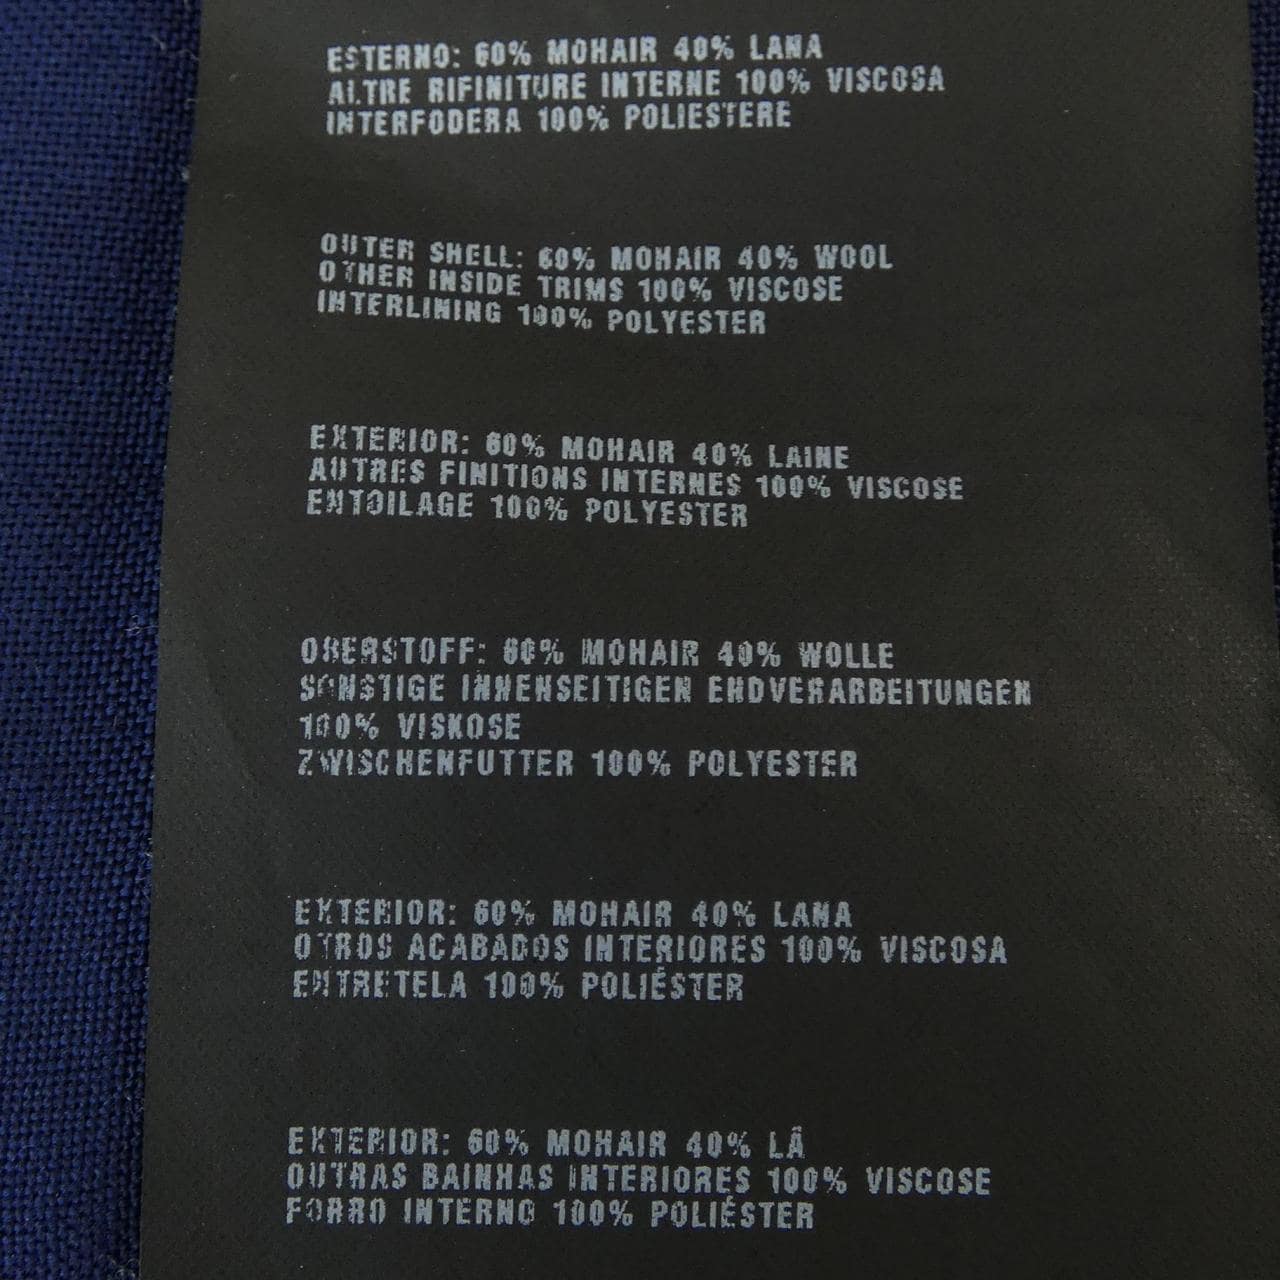 ESTERNO: 60% MOHAIR 40% LANA
ALTRE RIFINITURE INTERNE 100% VISCOSA
INTERFODERA 100% POLIESTERE
OUTER SHELL: 60% MOHAIR 40% WOOL
OTHER INSIDE TRIMS 100% VISCOSE
INTERLINING 100% POLYESTER
EXTERIOR: 60% MOHAIR 40% LAINE
AUTRES FINITIONS INTERNES 100% VISCOSE
ENTOILAGE 100% POLYESTER
OBERSTOFF: 60% MOHAIR 40% WOLLE
SONSTIGE INNENSEITIGEN ENDVERARBEITUNGEN
100% VISKOSE
ZWISCHENFUTTER 100% POLYESTER
EXTERIOR: 60% MOHAIR 40% LANA
OTROS ACABADOS INTERIORES 100% VISCOSA
ENTRETELA 100% POLIÉSTER
EXTERIOR: 60% MOHAIR 40% LÃ
OUTRAS BAINHAS INTERIORES 100% VISCOSE
FORRO INTERNO 100% POLIÉSTER